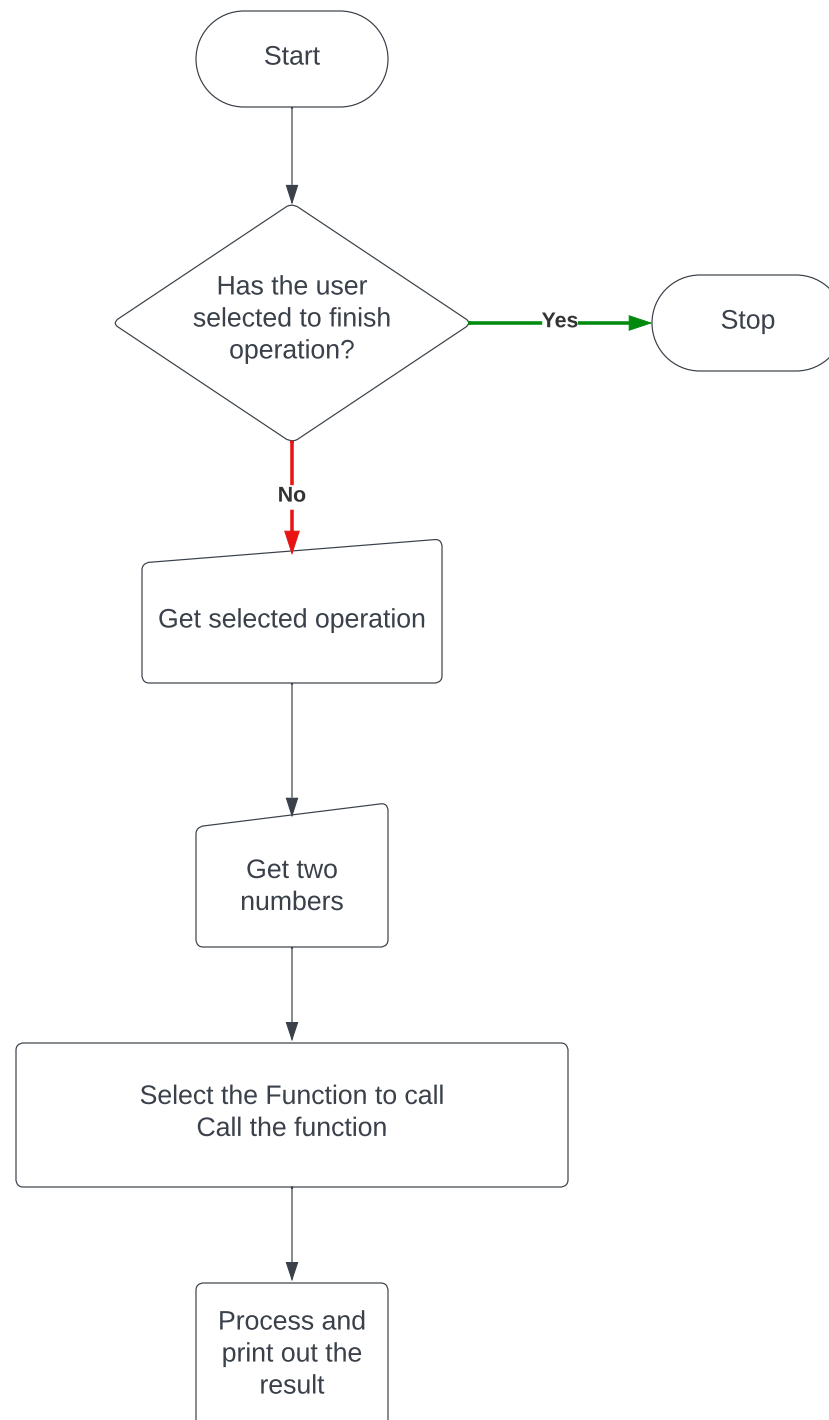 Start
Has the user
selected to finish
operation?
Yes
Stop
No
Get selected operation
Get two
numbers
Select the Function to call
Call the function
Process and
print out the
result